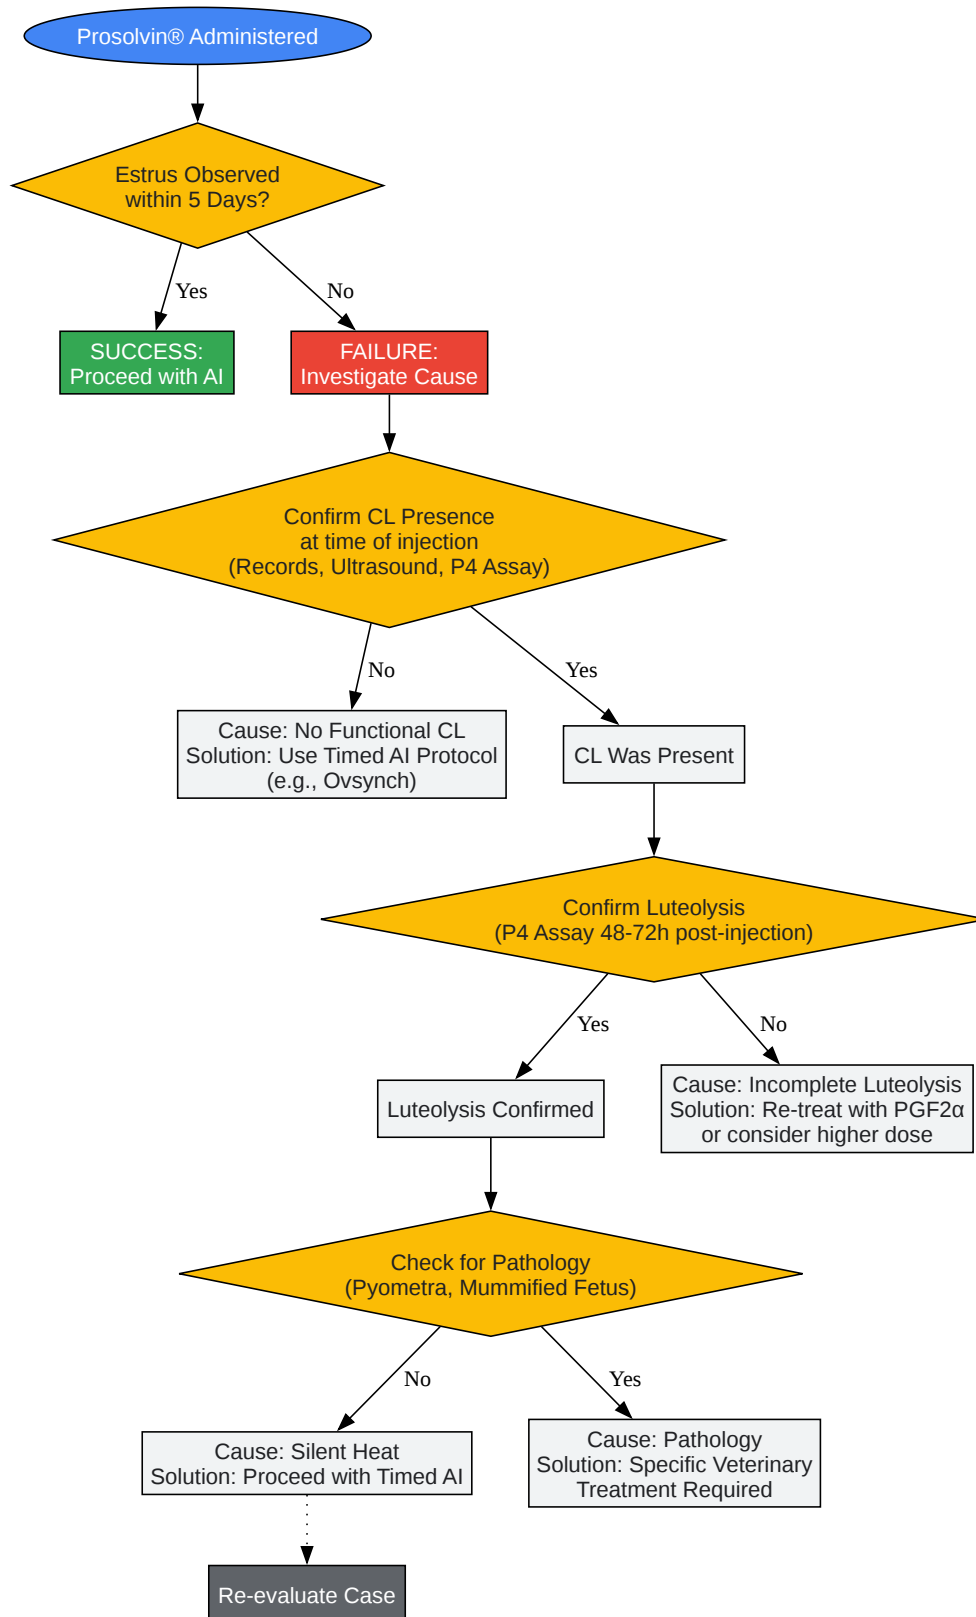 Prosolvin® Administered
Estrus Observed
within 5 Days?
Yes
No
SUCCESS:
Proceed with AI
FAILURE:
Investigate Cause
Confirm CL Presence
at time of injection
(Records, Ultrasound, P4 Assay)
No
Yes
Cause: No Functional CL
Solution: Use Timed AI Protocol
(e.g., Ovsynch)
CL Was Present
Confirm Luteolysis
(P4 Assay 48-72h post-injection)
Yes
No
Luteolysis Confirmed
Cause: Incomplete Luteolysis
Solution: Re-treat with PGF2α
or consider higher dose
Check for Pathology
(Pyometra, Mummified Fetus)
No
Yes
Cause: Silent Heat
Solution: Proceed with Timed AI
Cause: Pathology
Solution: Specific Veterinary
Treatment Required
Re-evaluate Case